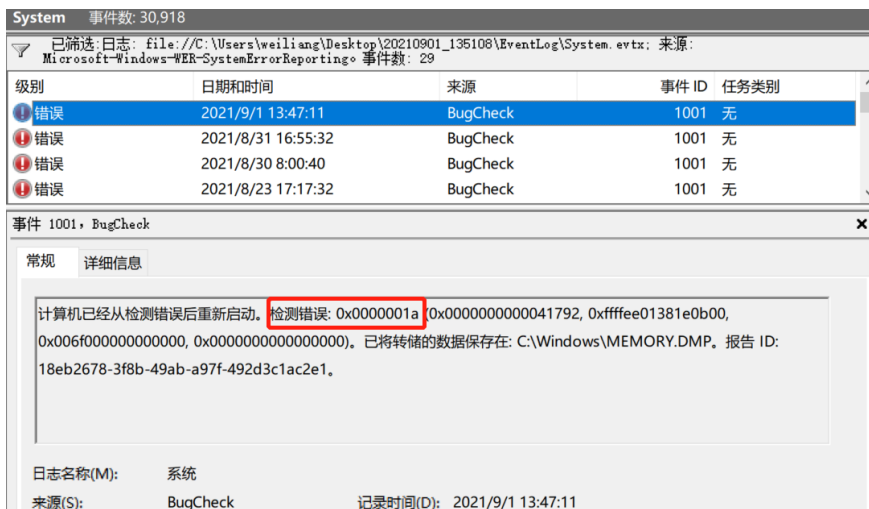 System 事件数: 30,918
已筛选:日志: file://C:\Users\weiliang\Desktop\20210901_135108\EventLog\System.evtx; 来源:
Microsoft-Windows-WER-SystemErrorReporting。事件数: 29
级别 日期和时间 来源 事件 ID 任务类别
错误 2021/9/1 13:47:11 BugCheck 1001 无
错误 2021/8/31 16:55:32 BugCheck 1001 无
错误 2021/8/30 8:00:40 BugCheck 1001 无
错误 2021/8/23 17:17:32 BugCheck 1001 无
事件 1001，BugCheck
常规 详细信息
计算机已经从检测错误后重新启动。检测错误: 0x0000001a (0x0000000000041792, 0xffffee01381e0b00,
0x006f000000000000, 0x0000000000000000)。已将转储的数据保存在: C:\Windows\MEMORY.DMP。报告 ID:
18eb2678-3f8b-49ab-a97f-492d3c1ac2e1。
日志名称(M): 系统
来源(S): BugCheck 记录时间(D): 2021/9/1 13:47:11